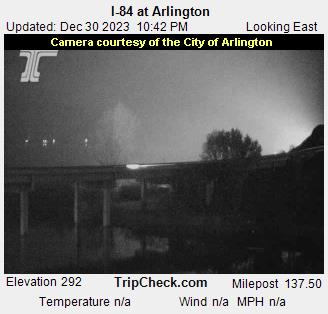 I-84 at Arlington
Updated: Dec 30 2023 10:42 PM Looking East
Camera courtesy of the City of Arlington
Elevation 292 TripCheck.com Milepost 137.50
Temperature n/a Wind n/a MPH n/a